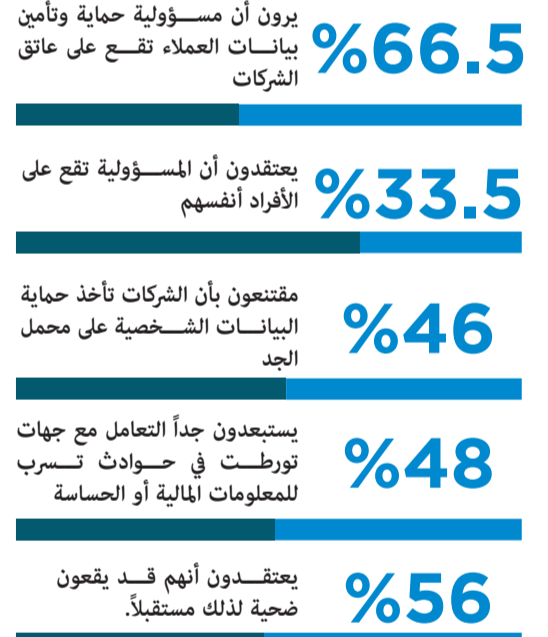 %66.5
يرون أن مسؤولية حماية وتأمين
بيانات العملاء تقع على عاتق
الشركات
%33.5
يعتقدون أن المسؤولية تقع على
الأفراد أنفسهم
%46
مقتنعون بأن الشركات تأخذ حماية
البيانات الشخصية على محمل
الجد
%48
يستبعدون جداً التعامل مع جهات
تورطت في حوادث تسرب
للمعلومات المالية أو الحساسة
%56
يعتقدون أنهم قد يقعون
ضحية لذلك مستقبلاً.